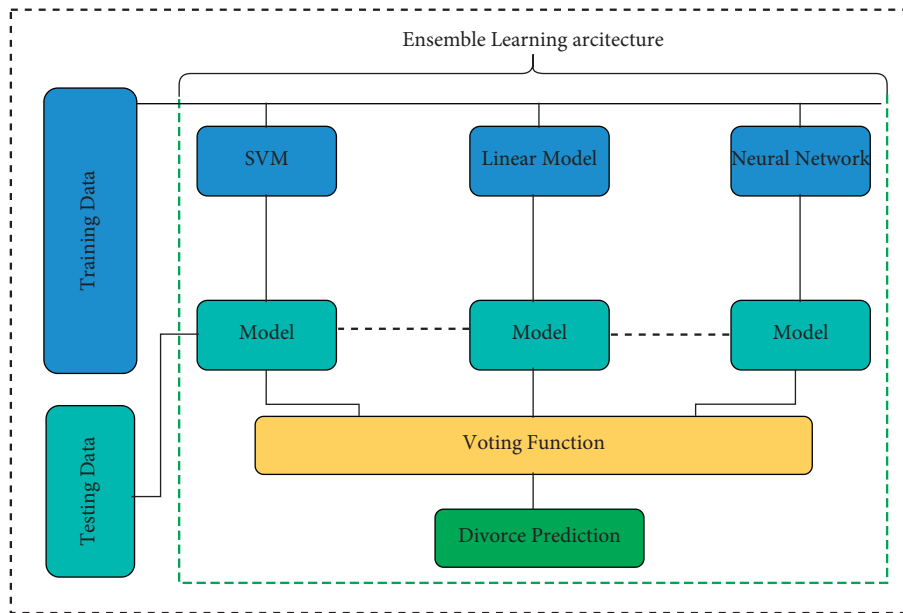 Ensemble Learning arcitecture
Training Data
SVM
Linear Model
Neural Network
Model
Model
Model
Testing Data
Voting Function
Divorce Prediction